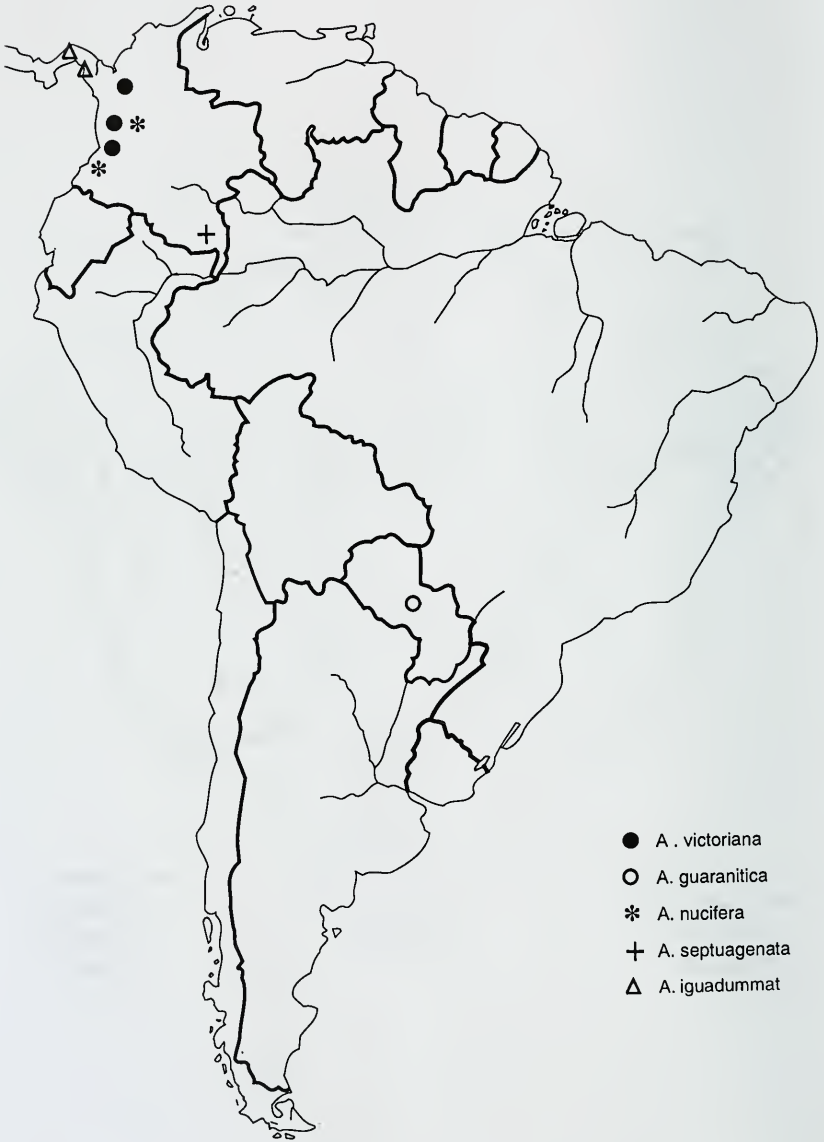 A . victoriana
A. guaranitica
A. nucifera
A. septuagenata
A. iguadummat